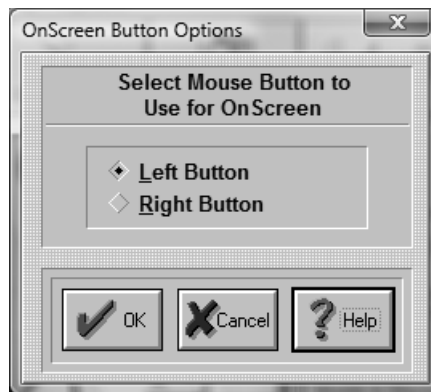 OnScreen Button Options
Select Mouse Button to
Use for OnScreen
Left Button
Right Button
OK
Cancel
Help